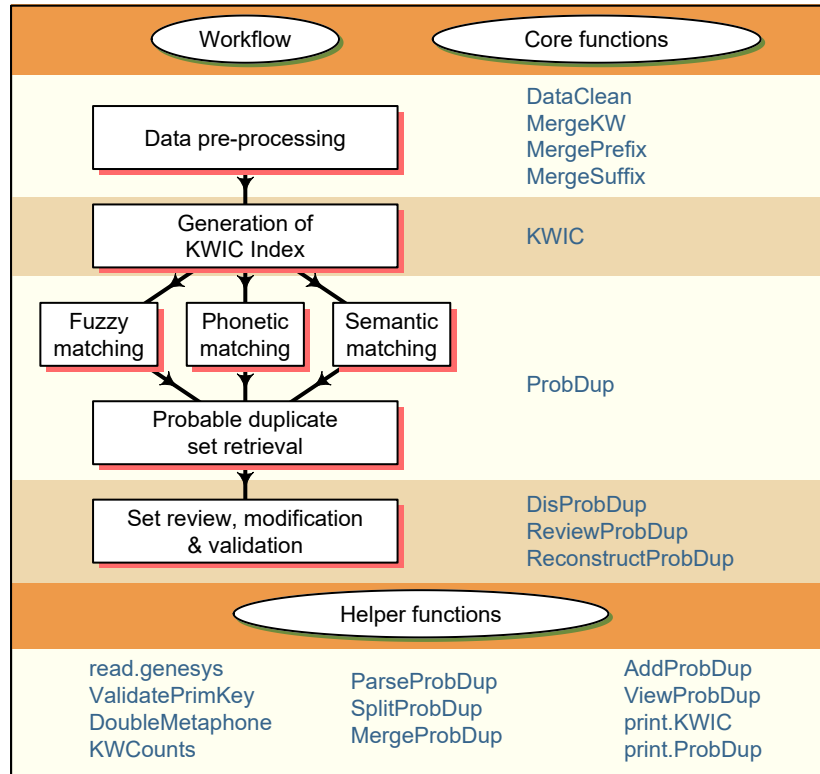 Workflow
Core functions
Data pre-processing
DataClean
MergeKW
MergePrefix
MergeSuffix
Generation of
KWIC Index
KWIC
Fuzzy
matching
Phonetic
matching
Semantic
matching
ProbDup
Probable duplicate
set retrieval
Set review, modification
& validation
DisProbDup
ReviewProbDup
ReconstructProbDup
Helper functions
read.genesys
ValidatePrimKey
DoubleMetaphone
KWCounts
ParseProbDup
SplitProbDup
MergeProbDup
AddProbDup
ViewProbDup
print.KWIC
print.ProbDup